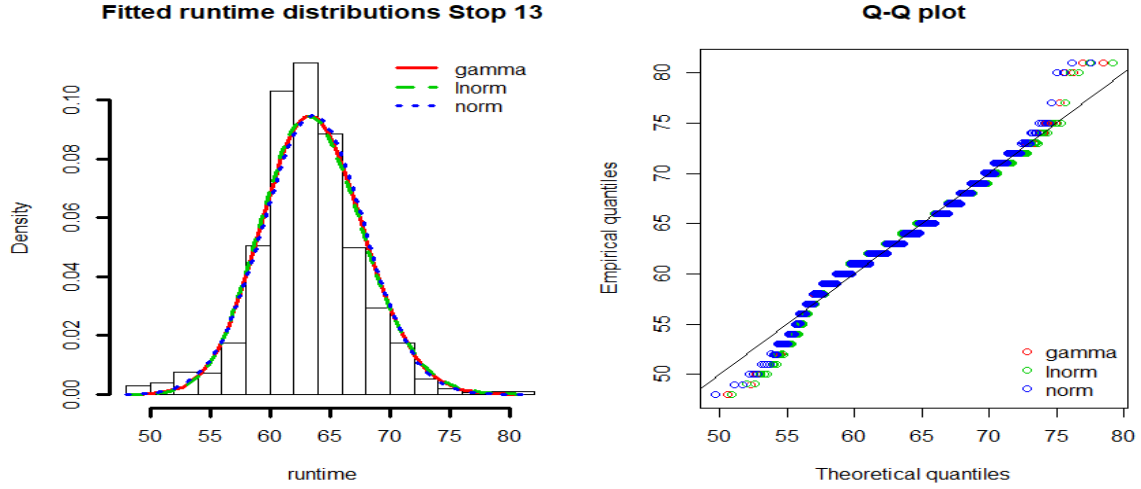 Fitted runtime distributions Stop 13
gamma
lnorm
norm
Density
0.00
0.02
0.04
0.06
0.08
0.10
50 55 60 65 70 75 80
runtime
Q-Q plot
Empirical quantiles
50
60
65
70
75
80
gamma
lnorm
norm
50 55 60 65 70 75 80
Theoretical quantiles